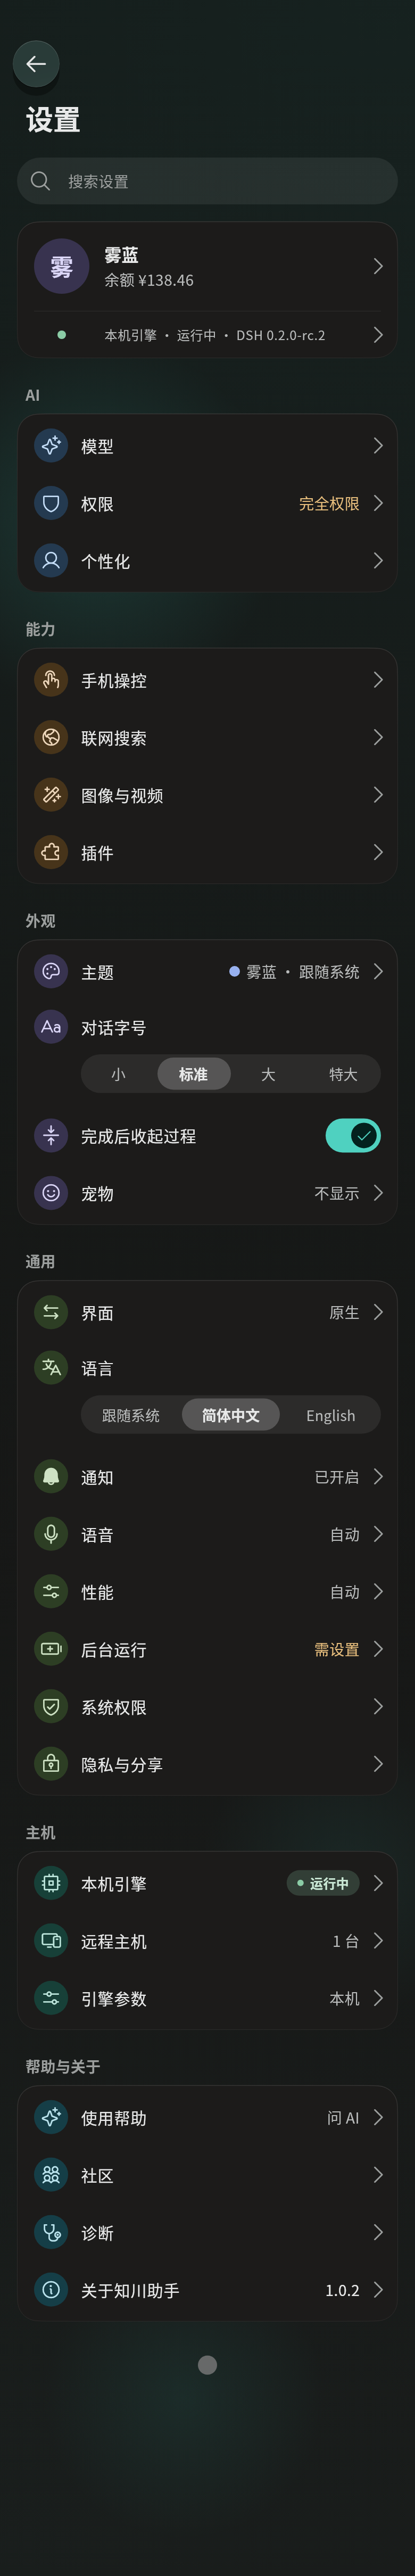 设置
搜索设置
雾
雾蓝
余额 ¥138.46
本机引擎 · 运行中 · DSH 0.2.0-rc.2
AI
模型
权限 完全权限
个性化
能力
手机操控
联网搜索
图像与视频
插件
外观
主题 雾蓝 · 跟随系统
Aa 对话字号
小 标准 大 特大
完成后收起过程
宠物 不显示
通用
界面 原生
语言
跟随系统 简体中文 English
通知 已开启
语音 自动
性能 自动
后台运行 需设置
系统权限
隐私与分享
主机
本机引擎 运行中
远程主机 1 台
引擎参数 本机
帮助与关于
使用帮助 问 AI
社区
诊断
关于知川助手 1.0.2